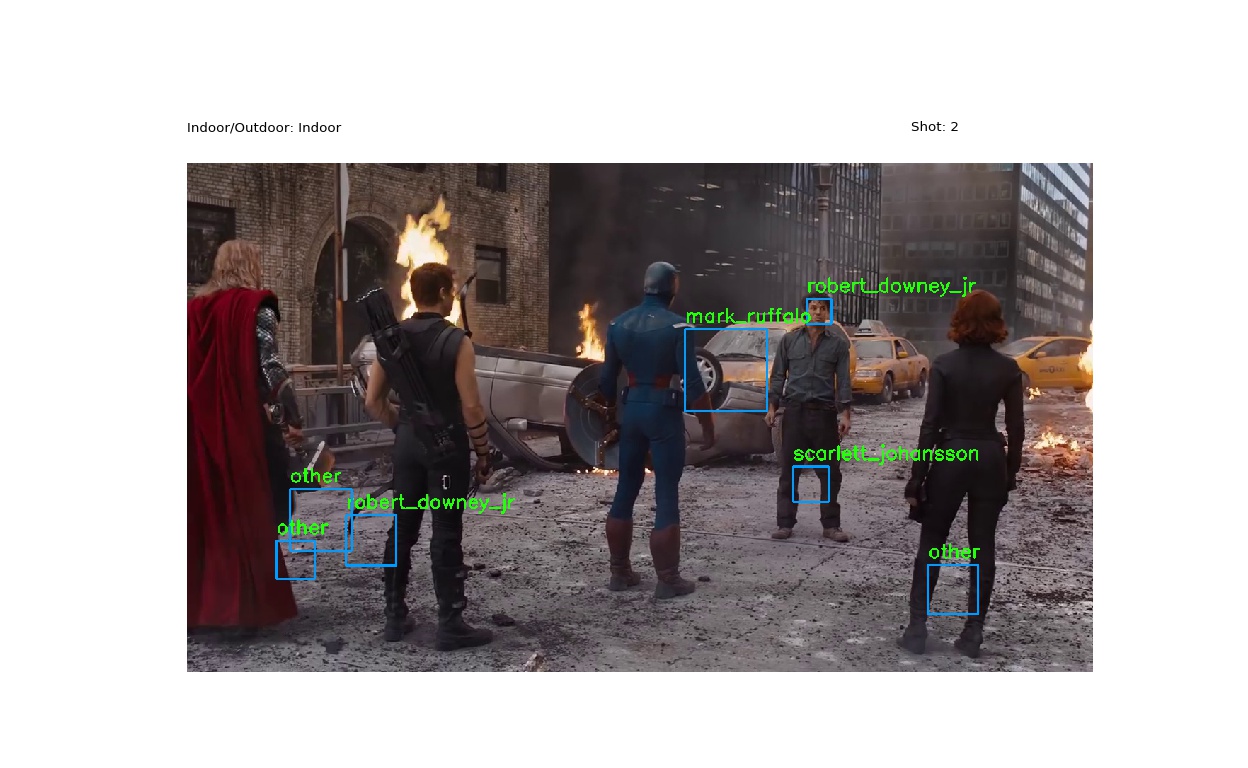 Indoor/Outdoor: Indoor
Shot: 2
robert_downey_jr
mark_ruffalo
scarlett_johansson
other
robert_downey_jr
other
other